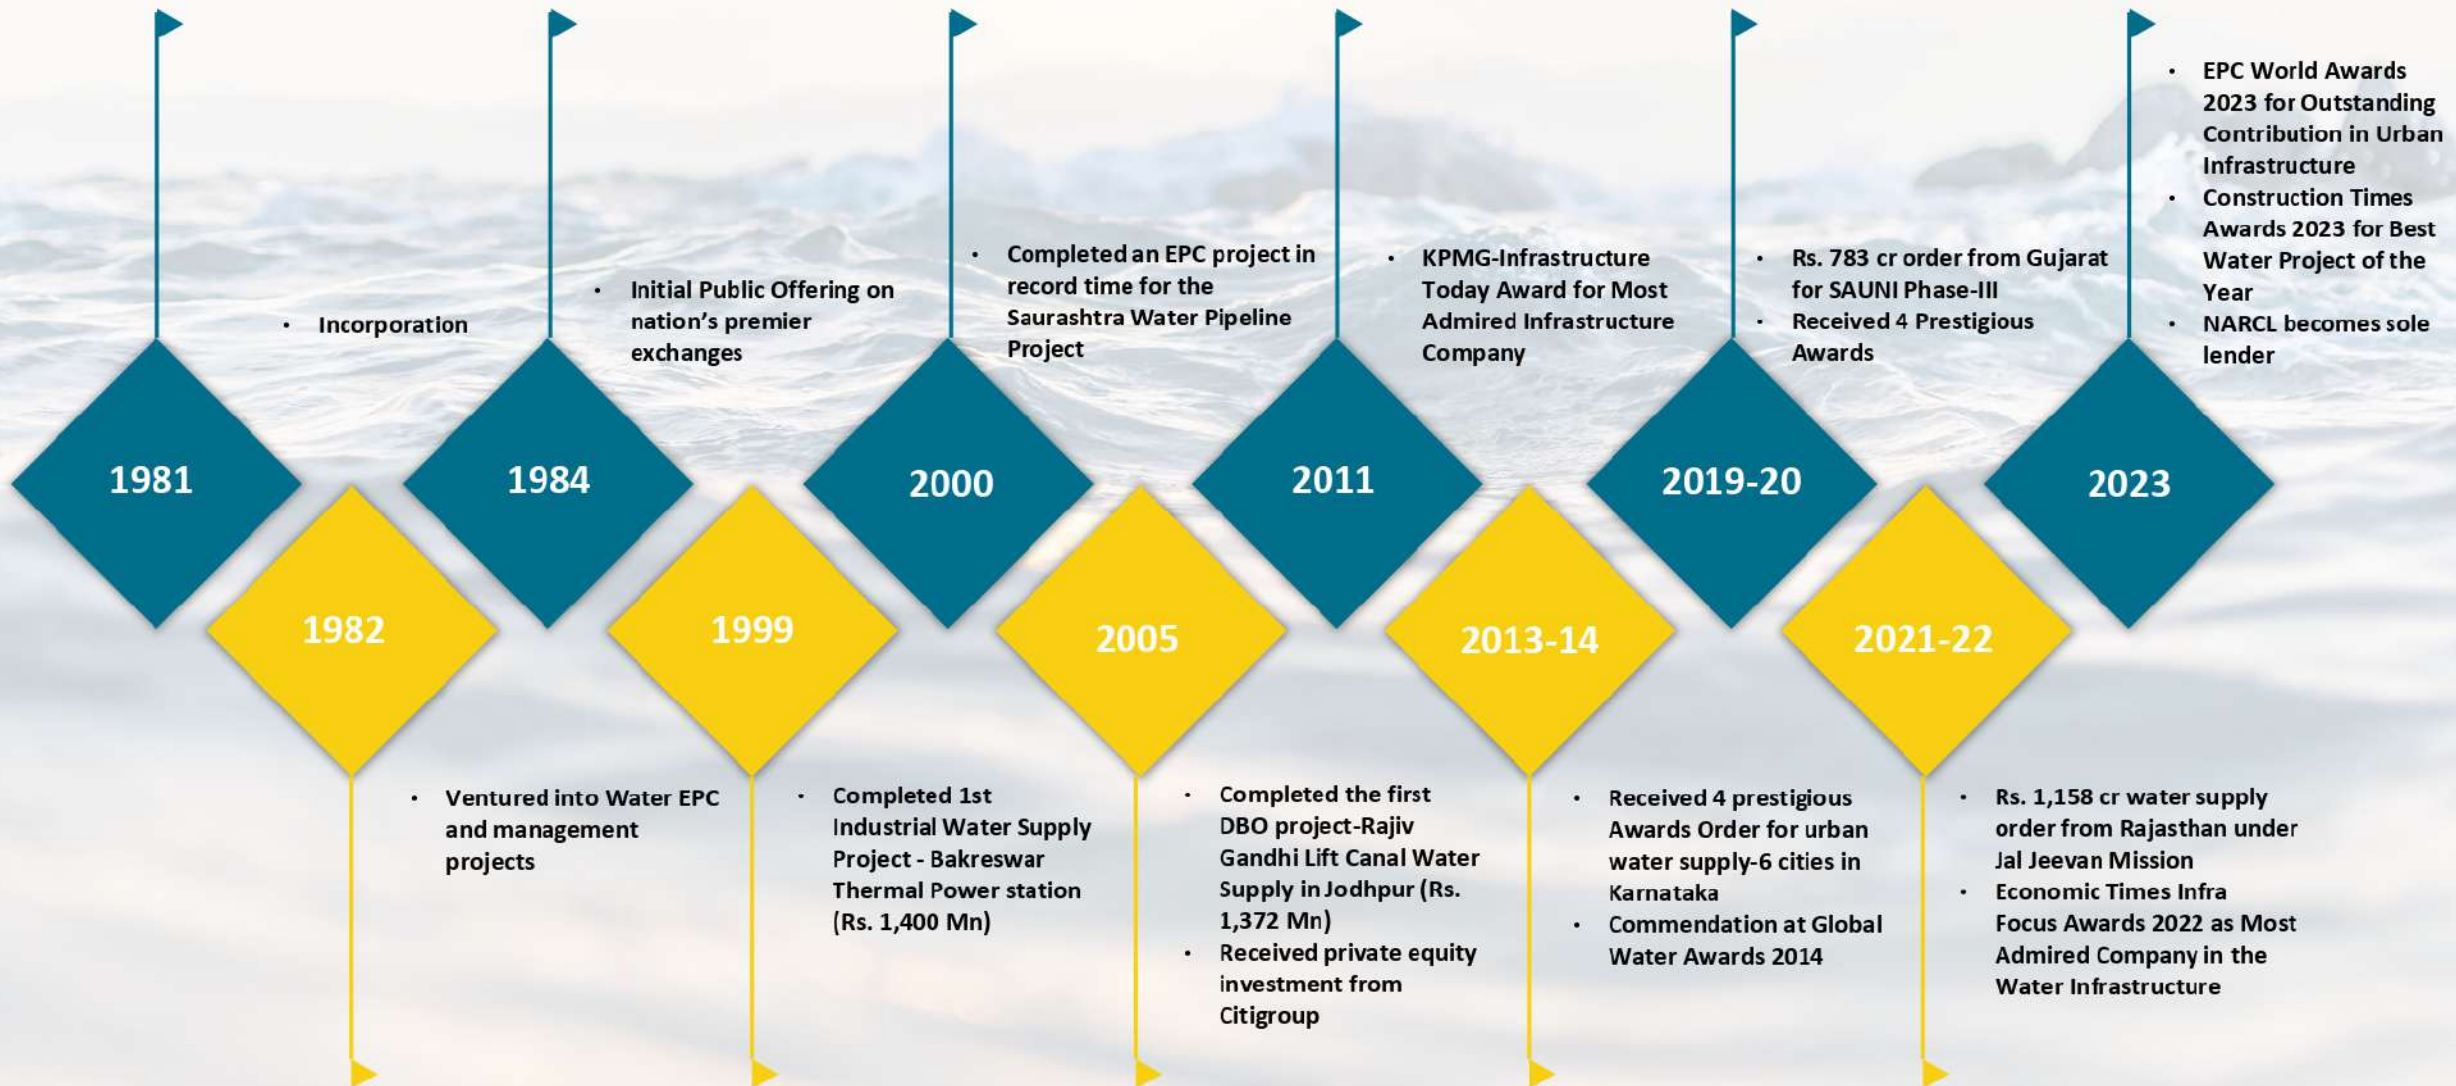 1981
• Incorporation
1982
• Ventured into Water EPC
and management
projects
1984
• Initial Public Offering on
nation's premier
exchanges
1999
• Completed 1st
Industrial Water Supply
Project - Bakreswar
Thermal Power station
(Rs. 1,400 Mn)
2000
• Completed an EPC project in
record time for the
Saurashtra Water Pipeline
Project
2005
• Completed the first
DBO project-Rajiv
Gandhi Lift Canal Water
Supply in Jodhpur (Rs.
1,372 Mn)
• Received private equity
investment from
Citigroup
2011
• KPMG-Infrastructure
Today Award for Most
Admired Infrastructure
Company
2013-14
• Received 4 prestigious
Awards Order for urban
water supply-6 cities in
Karnataka
• Commendation at Global
Water Awards 2014
2019-20
• Rs. 783 cr order from Gujarat
for SAUNI Phase-III
• Received 4 Prestigious
Awards
2021-22
• Rs. 1,158 cr water supply
order from Rajasthan under
Jal Jeevan Mission
• Economic Times Infra
Focus Awards 2022 as Most
Admired Company in the
Water Infrastructure
2023
• EPC World Awards
2023 for Outstanding
Contribution in Urban
Infrastructure
• Construction Times
Awards 2023 for Best
Water Project of the
Year
• NARCL becomes sole
lender